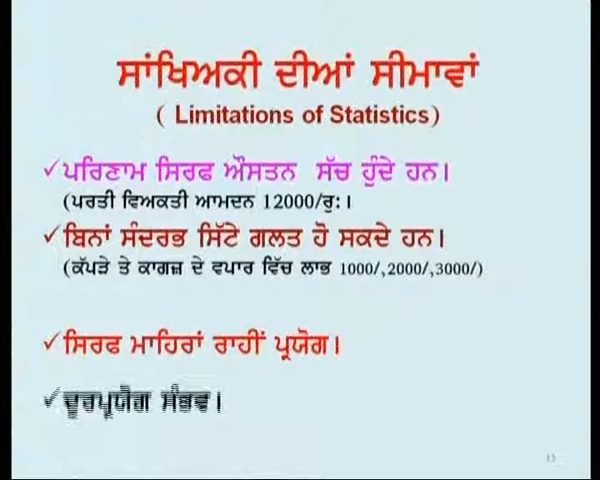 ਸਾਂਖਿਅਕੀ ਦੀਆਂ ਸੀਮਾਵਾਂ
( Limitations of Statistics)
✓ਪਰਿਣਾਮ ਸਿਰਫ ਔਸਤਨ ਸੱਚ ਹੁੰਦੇ ਹਨ।
(ਪਰਤੀ ਵਿਅਕਤੀ ਆਮਦਨ 12000/ਰੁ:।
✓ਬਿਨਾਂ ਸੰਦਰਭ ਸਿੱਟੇ ਗਲਤ ਹੋ ਸਕਦੇ ਹਨ।
(ਕੱਪੜੇ ਤੇ ਕਾਗਜ਼ ਦੇ ਵਪਾਰ ਵਿੱਚ ਲਾਭ 1000/,2000/,3000/)
✓ਸਿਰਫ ਮਾਹਿਰਾਂ ਰਾਹੀਂ ਪ੍ਰਯੋਗ।
✓ਦੂਰਪ੍ਰਯੋਗ ਸੰਭਵ।